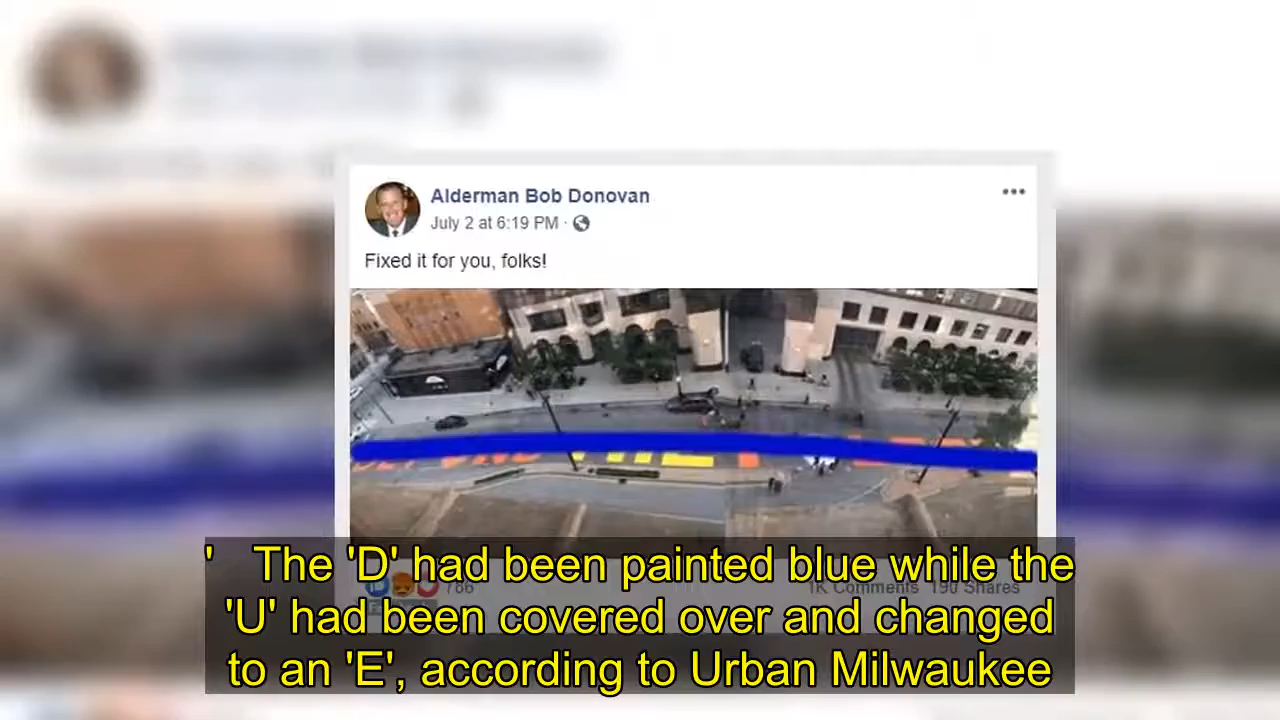 Alderman Bob Donovan
July 2 at 6:19 PM ·
Fixed it for you, folks!
786
1K Comments 190 Shares
' The 'D' had been painted blue while the
'U' had been covered over and changed
to an 'E', according to Urban Milwaukee